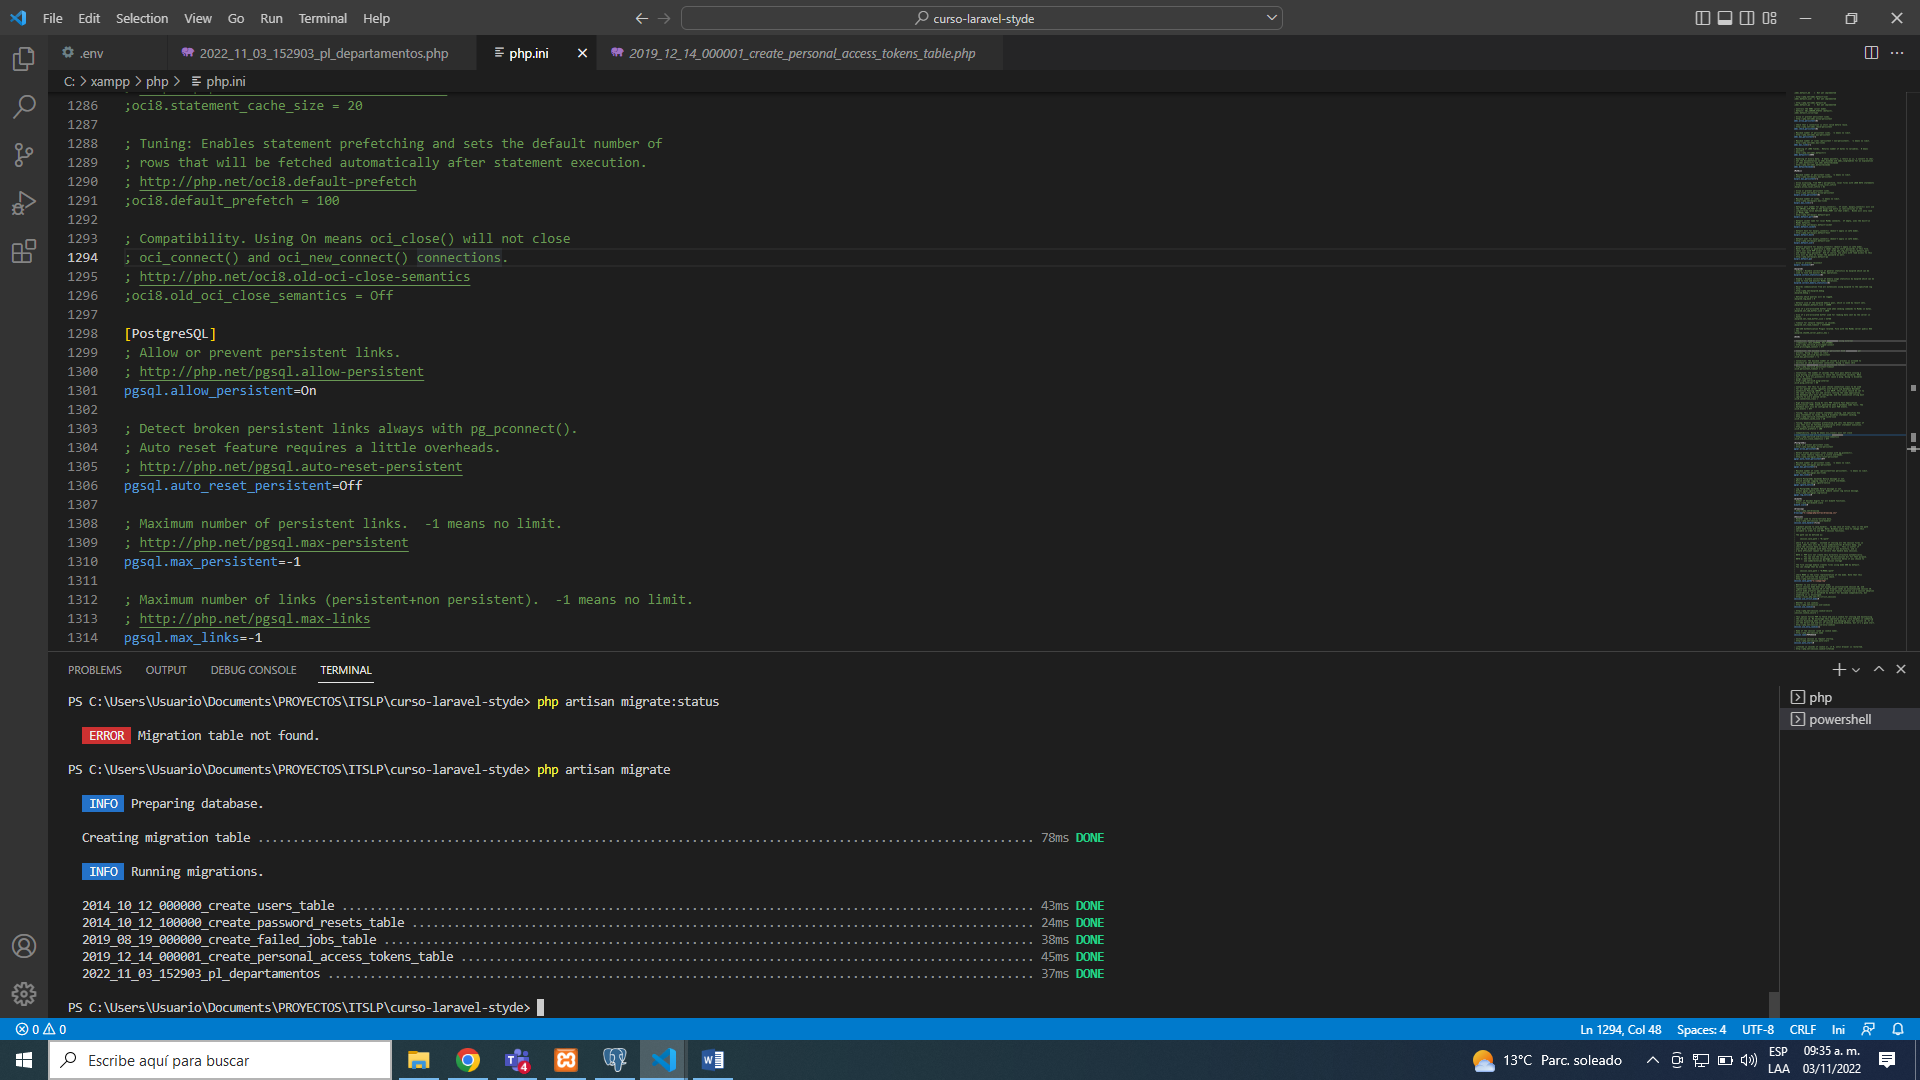 File Edit Selection View Go Run Terminal Help
curso-laravel-styde
.env
2022_11_03_152903_pl_departamentos.php
php.ini
2019_12_14_000001_create_personal_access_tokens_table.php
C: > xampp > php > php.ini
1286 ;oci8.statement_cache_size = 20
1287
1288 ; Tuning: Enables statement prefetching and sets the default number of
1289 ; rows that will be fetched automatically after statement execution.
1290 ; http://php.net/oci8.default-prefetch
1291 ;oci8.default_prefetch = 100
1292
1293 ; Compatibility. Using On means oci_close() will not close
1294 ; oci_connect() and oci_new_connect() connections.
1295 ; http://php.net/oci8.old-oci-close-semantics
1296 ;oci8.old_oci_close_semantics = Off
1297
1298 [PostgreSQL]
1299 ; Allow or prevent persistent links.
1300 ; http://php.net/pgsql.allow-persistent
1301 pgsql.allow_persistent=On
1302
1303 ; Detect broken persistent links always with pg_pconnect().
1304 ; Auto reset feature requires a little overheads.
1305 ; http://php.net/pgsql.auto-reset-persistent
1306 pgsql.auto_reset_persistent=Off
1307
1308 ; Maximum number of persistent links.  -1 means no limit.
1309 ; http://php.net/pgsql.max-persistent
1310 pgsql.max_persistent=-1
1311
1312 ; Maximum number of links (persistent+non persistent).  -1 means no limit.
1313 ; http://php.net/pgsql.max-links
1314 pgsql.max_links=-1
PROBLEMS OUTPUT DEBUG CONSOLE TERMINAL
php
powershell
PS C:\Users\Usuario\Documents\PROYECTOS\ITSLP\curso-laravel-styde> php artisan migrate:status
ERROR Migration table not found.
PS C:\Users\Usuario\Documents\PROYECTOS\ITSLP\curso-laravel-styde> php artisan migrate
INFO Preparing database.
Creating migration table ........ 78ms DONE
INFO Running migrations.
2014_10_12_000000_create_users_table ........ 43ms DONE
2014_10_12_100000_create_password_resets_table ........ 24ms DONE
2019_08_19_000000_create_failed_jobs_table ........ 38ms DONE
2019_12_14_000001_create_personal_access_tokens_table ........ 45ms DONE
2022_11_03_152903_pl_departamentos ........ 37ms DONE
PS C:\Users\Usuario\Documents\PROYECTOS\ITSLP\curso-laravel-styde>
0 0
Ln 1294, Col 48 Spaces: 4 UTF-8 CRLF Ini
Escribe aquí para buscar
4
13°C Parc. soleado
ESP
LAA
09:35 a. m.
03/11/2022